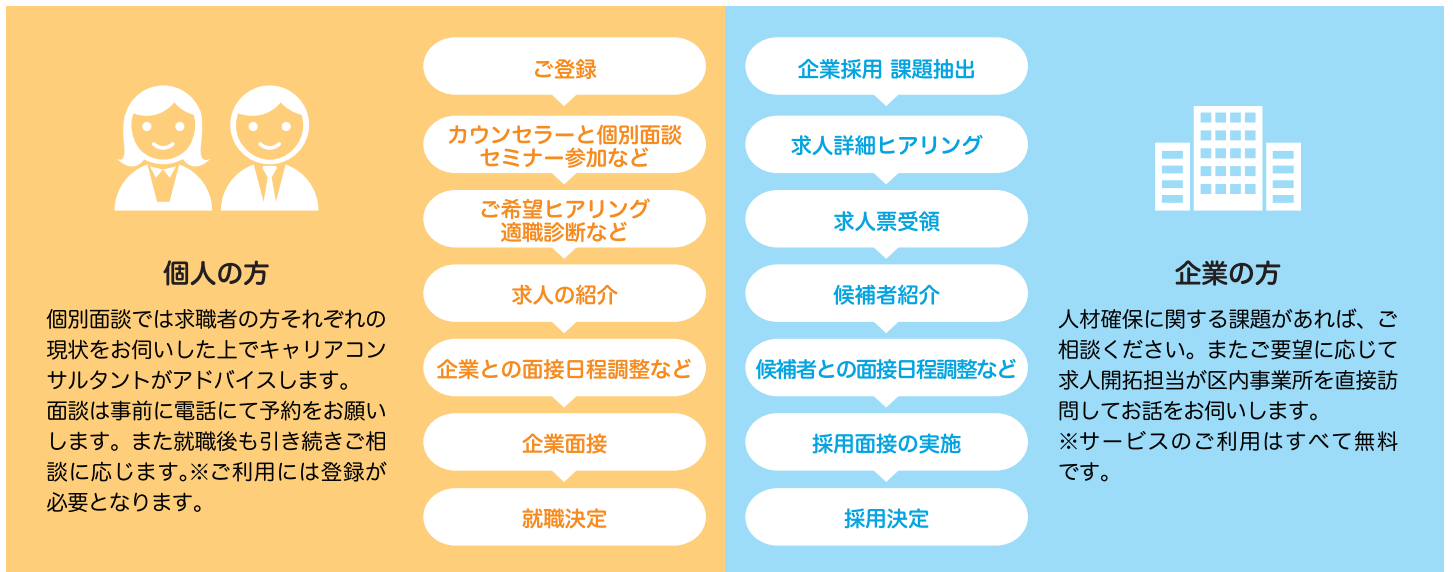 個人の方
個別面談では求職者の方それぞれの
現状をお伺いした上でキャリアコン
サルタントがアドバイスします。
面談は事前に電話にて予約をお願い
します。また就職後も引き続きご相
談に応じます。※ご利用には登録が
必要となります。
ご登録
カウンセラーと個別面談
セミナー参加など
ご希望ヒアリング
適職診断など
求人の紹介
企業との面接日程調整など
企業面接
就職決定
企業採用 課題抽出
求人詳細ヒアリング
求人票受領
候補者紹介
候補者との面接日程調整など
採用面接の実施
採用決定
企業の方
人材確保に関する課題があれば、ご
相談ください。またご要望に応じて
求人開拓担当が区内事業所を直接訪
問してお話をお伺いします。
※サービスのご利用はすべて無料
です。